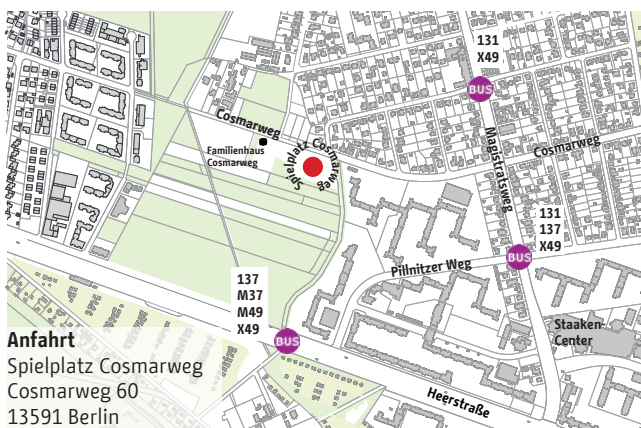 131
X49
BUS
Cosmarweg
Familienhaus
Cosmarweg
Spielplatz Cosmarweg
Magistratsweg
Cosmarweg
131
137
X49
BUS
Pillnitzer Weg
137
M37
M49
X49
BUS
Staaken-
Center
Heerstraße
Anfahrt
Spielplatz Cosmarweg
Cosmarweg 60
13591 Berlin